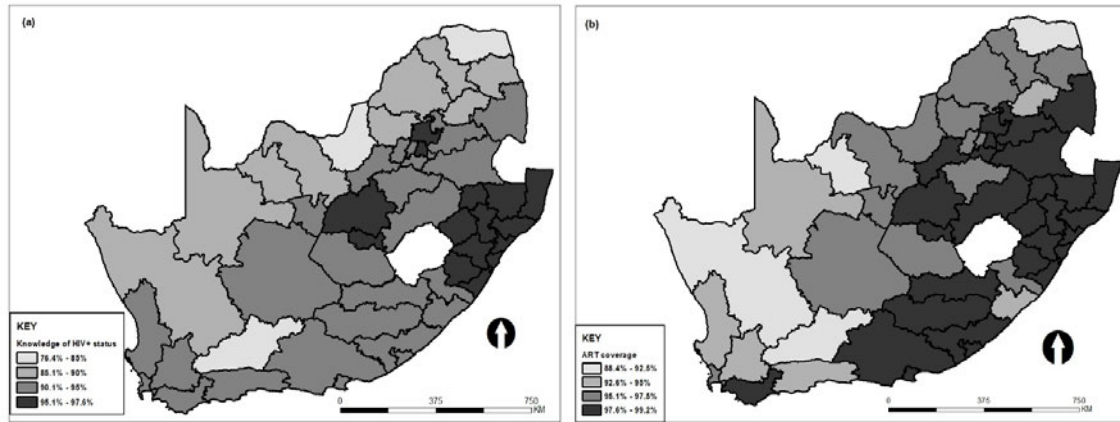 (a)
KEY
Knowledge of HIV+ status
76.4% - 85%
85.1% - 90%
90.1% - 95%
95.1% - 97.6%
0 375 750
KM
(b)
KEY
ART coverage
88.4% - 92.5%
92.6% - 95%
95.1% - 97.5%
97.6% - 99.2%
0 375 750
KM